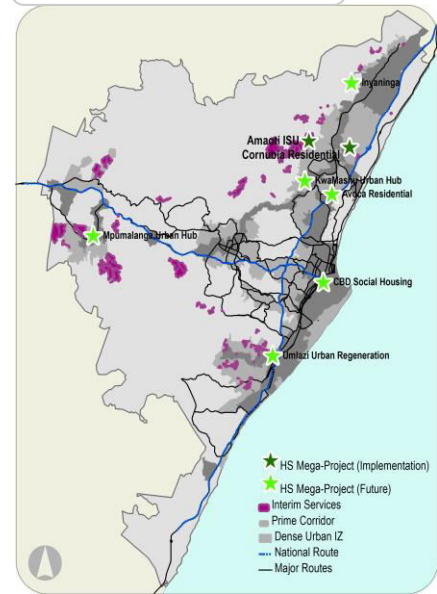 Inyaninga
Amaoti ISU
Cornubia Residential
KwaMashu Urban Hub
Avoca Residential
Mpumalanga Urban Hub
CBD Social Housing
Umlazi Urban Regeneration
HS Mega-Project (Implementation)
HS Mega-Project (Future)
Interim Services
Prime Corridor
Dense Urban IZ
National Route
Major Routes